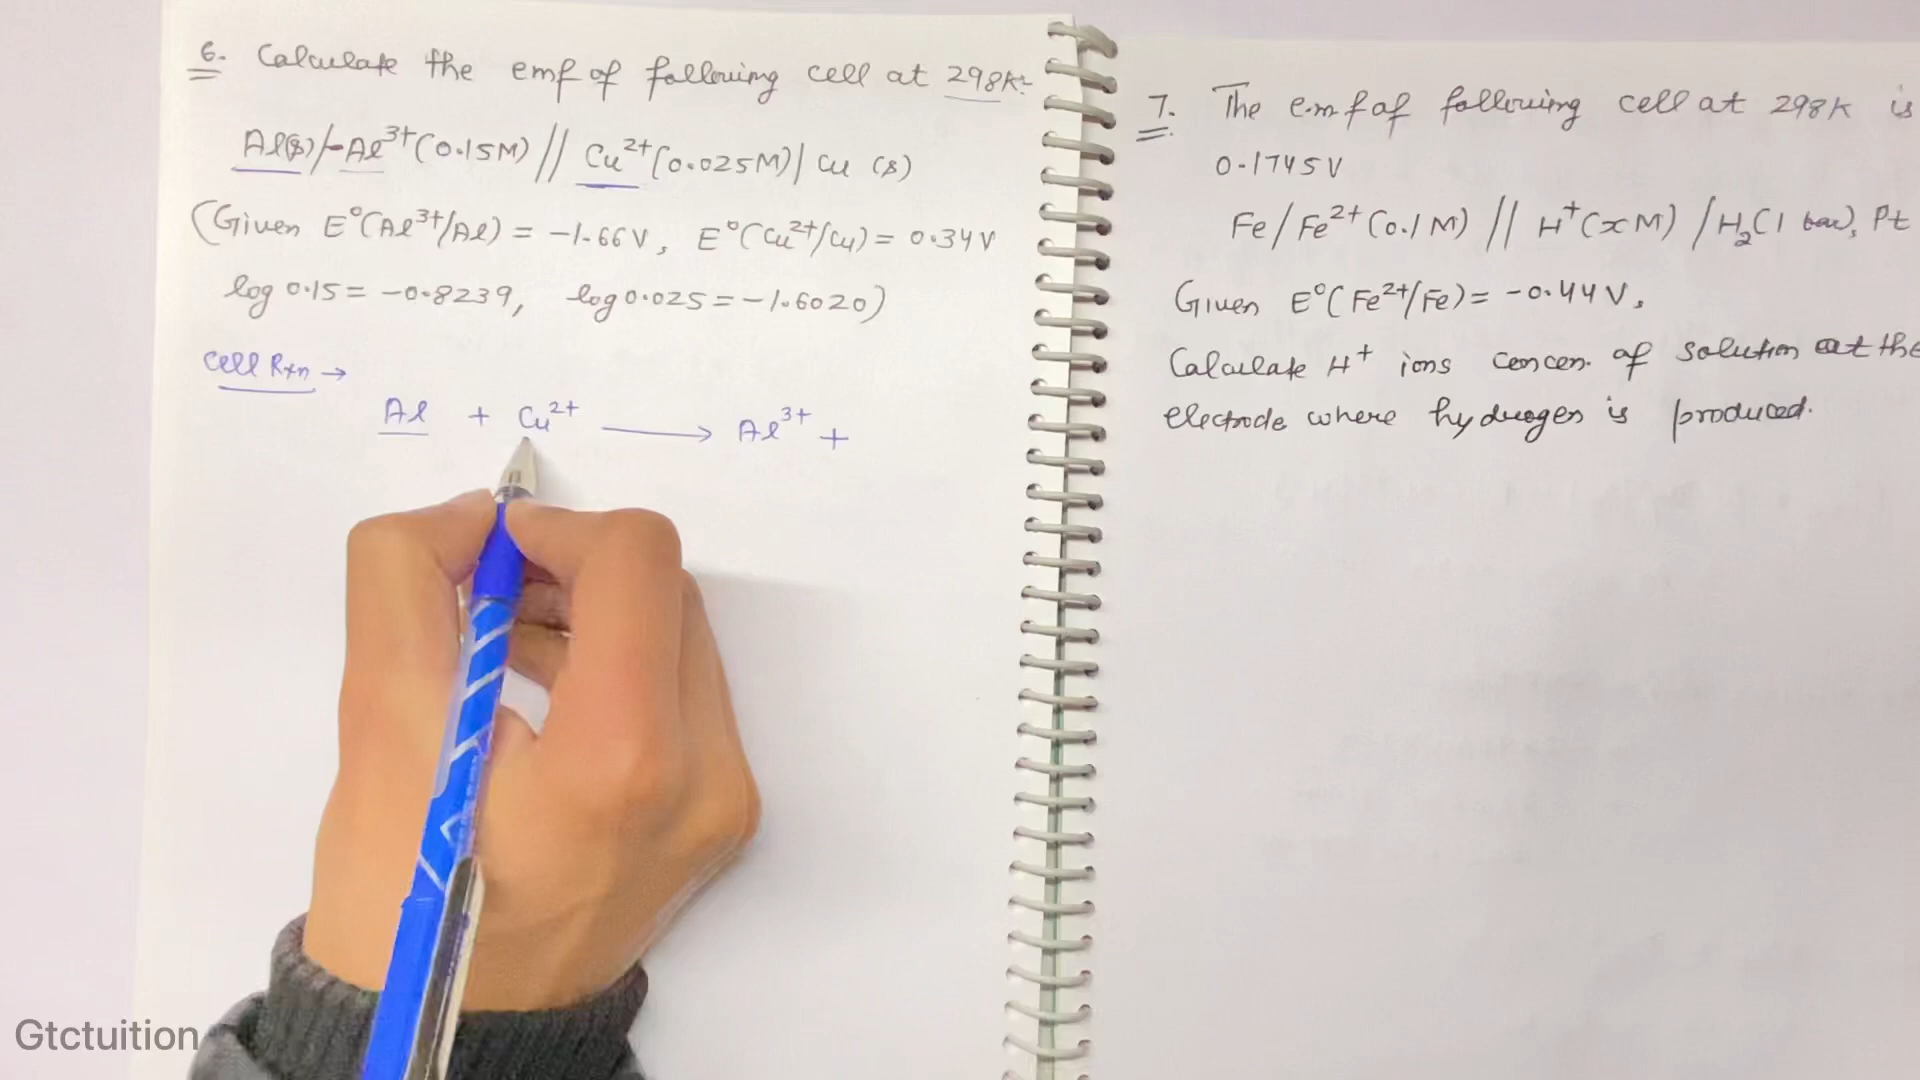 6. Calculate the emf of following cell at 298K:
Al(s)/Al³⁺(0.15M) // Cu²⁺(0.025M)| Cu (s)
(Given E°(Al³⁺/Al) = -1.66V, E°(Cu²⁺/Cu) = 0.34V
log 0.15 = -0.8239, log 0.025 = -1.6020)
Cell Rxn →
Al + Cu²⁺ ⟶ Al³⁺ +
7. The e.m.f of following cell at 298K is
0.1745V
Fe/Fe²⁺(0.1M) // H⁺(xM) /H₂(1 bar), Pt
Given E°(Fe²⁺/Fe) = -0.44V,
Calculate H⁺ ions concen. of solution at the
electrode where hydrogen is produced.
Gtctuition